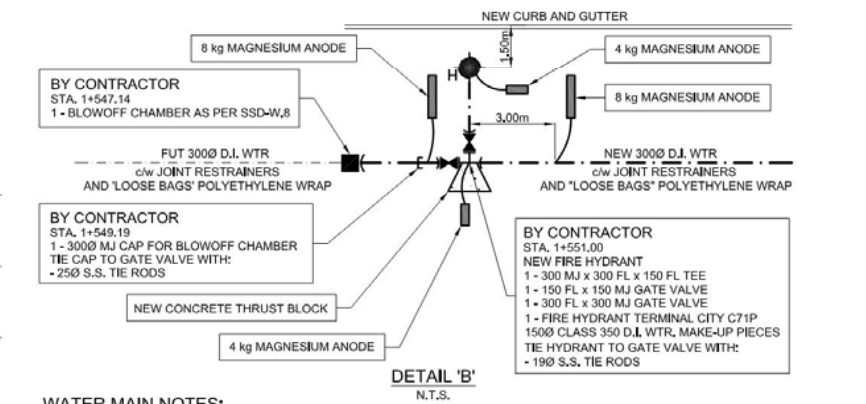 NEW CURB AND GUTTER
8 kg MAGNESIUM ANODE
1.50m
4 kg MAGNESIUM ANODE
H
BY CONTRACTOR
STA. 1+547.14
1 - BLOWOFF CHAMBER AS PER SSD-W.8
8 kg MAGNESIUM ANODE
3.00m
FUT 300Ø D.I. WTR
c/w JOINT RESTRAINERS
AND 'LOOSE BAGS' POLYETHYLENE WRAP
NEW 300Ø D.I. WTR
c/w JOINT RESTRAINERS
AND "LOOSE BAGS" POLYETHYLENE WRAP
BY CONTRACTOR
STA. 1+549.19
1 - 300Ø MJ CAP FOR BLOWOFF CHAMBER
TIE CAP TO GATE VALVE WITH:
- 25Ø S.S. TIE RODS
BY CONTRACTOR
STA. 1+551.00
NEW FIRE HYDRANT
1 - 300 MJ x 300 FL x 150 FL TEE
1 - 150 FL x 150 MJ GATE VALVE
1 - 300 FL x 300 MJ GATE VALVE
1 - FIRE HYDRANT TERMINAL CITY C71P
150Ø CLASS 350 D.I. WTR. MAKE-UP PIECES
TIE HYDRANT TO GATE VALVE WITH:
- 19Ø S.S. TIE RODS
NEW CONCRETE THRUST BLOCK
4 kg MAGNESIUM ANODE
DETAIL 'B'
N.T.S.
WATER MAIN NOTES: